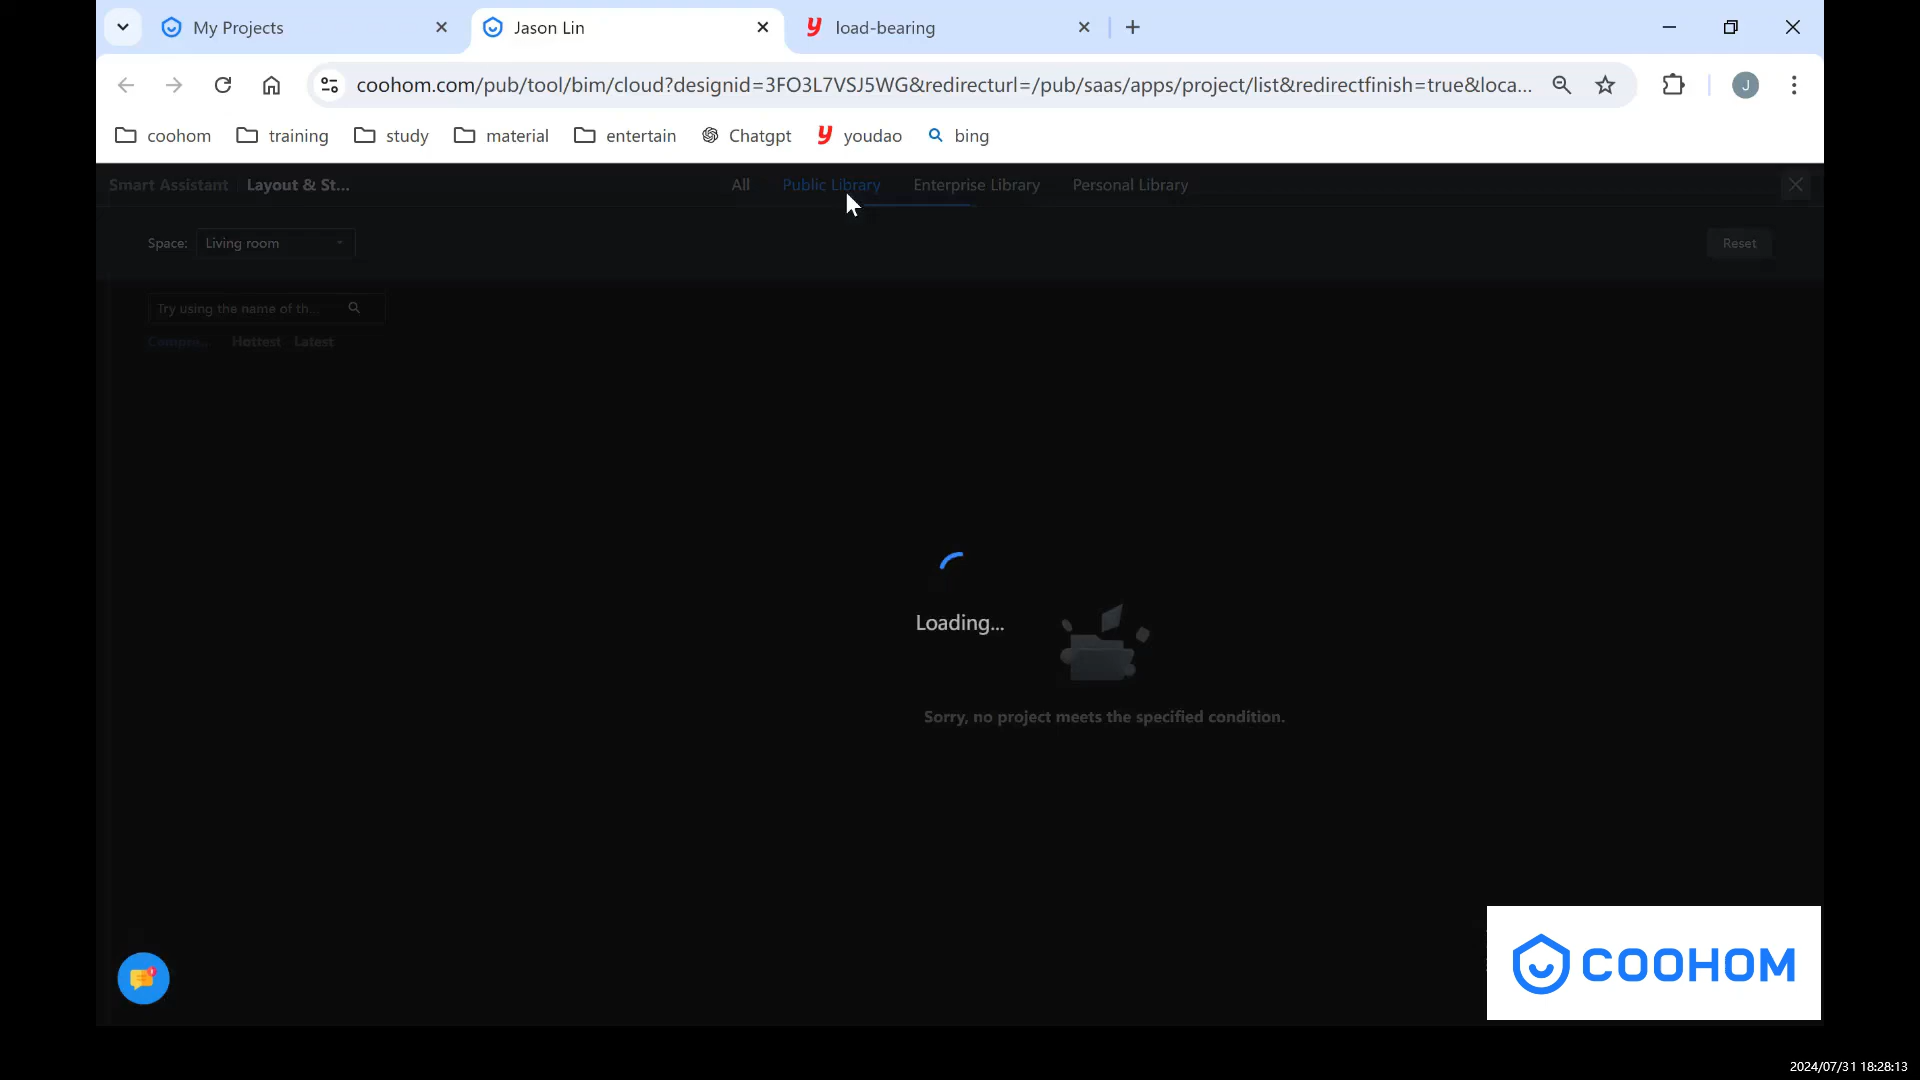 My Projects
Jason Lin
load-bearing
coohom.com/pub/tool/bim/cloud?designid=3FO3L7VSJ5WG&redirecturl=/pub/saas/apps/project/list&redirectfinish=true&loca...
J
coohom
training
study
material
entertain
Chatgpt
youdao
bing
Smart Assistant
Layout & St...
All
Public Library
Enterprise Library
Personal Library
Space:
Living room
Reset
Try using the name of th...
Compre...
Hottest
Latest
Loading...
Sorry, no project meets the specified condition.
COOHOM
2024/07/31 18:28:13